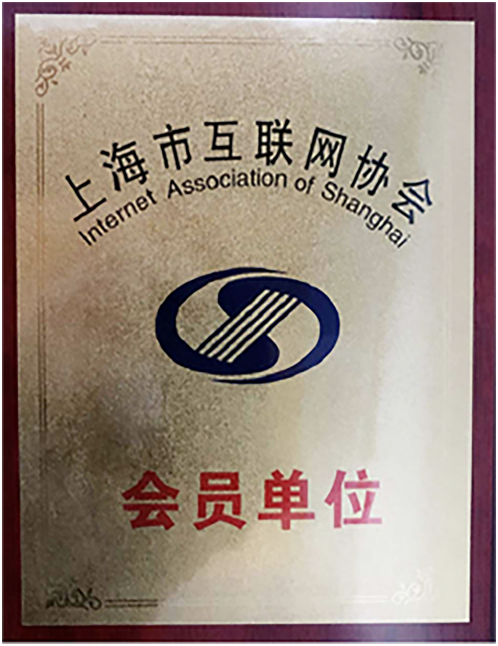 上海市互联网协会
Internet Association of Shanghai
会员单位